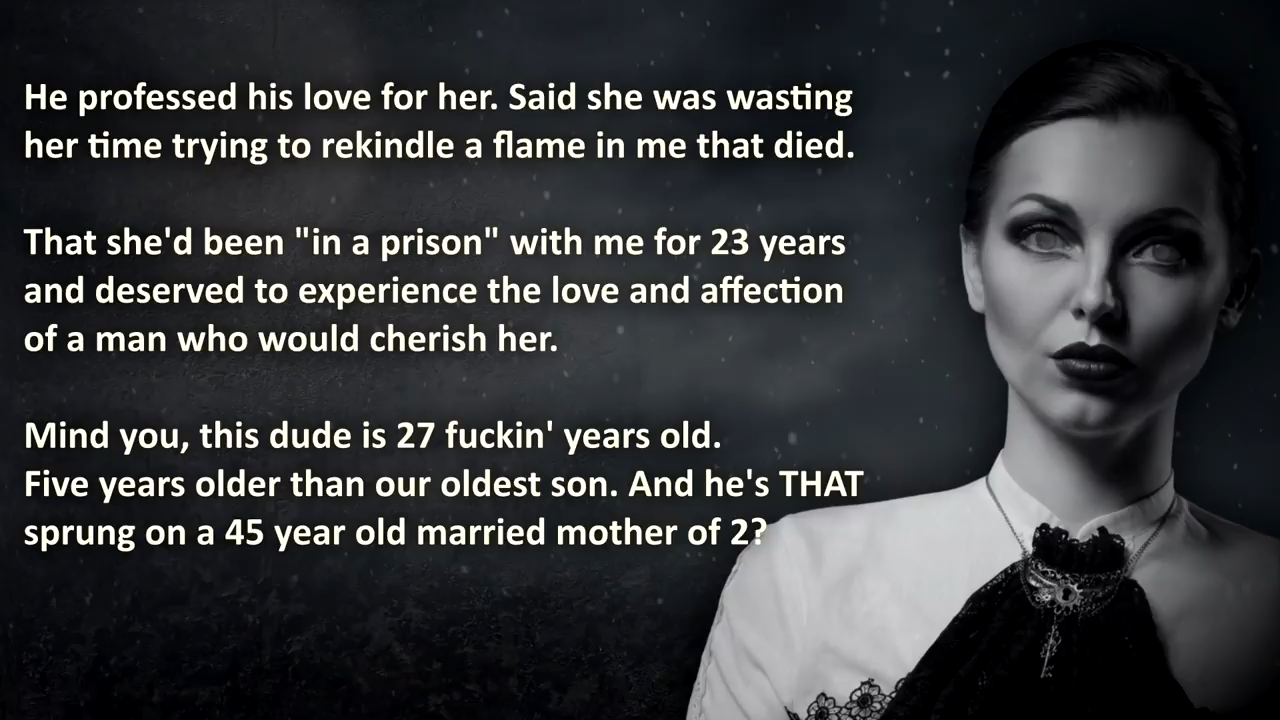 He professed his love for her. Said she was wasting
her time trying to rekindle a flame in me that died.
That she'd been "in a prison" with me for 23 years
and deserved to experience the love and affection
of a man who would cherish her.
Mind you, this dude is 27 fuckin' years old.
Five years older than our oldest son. And he's THAT
sprung on a 45 year old married mother of 2?